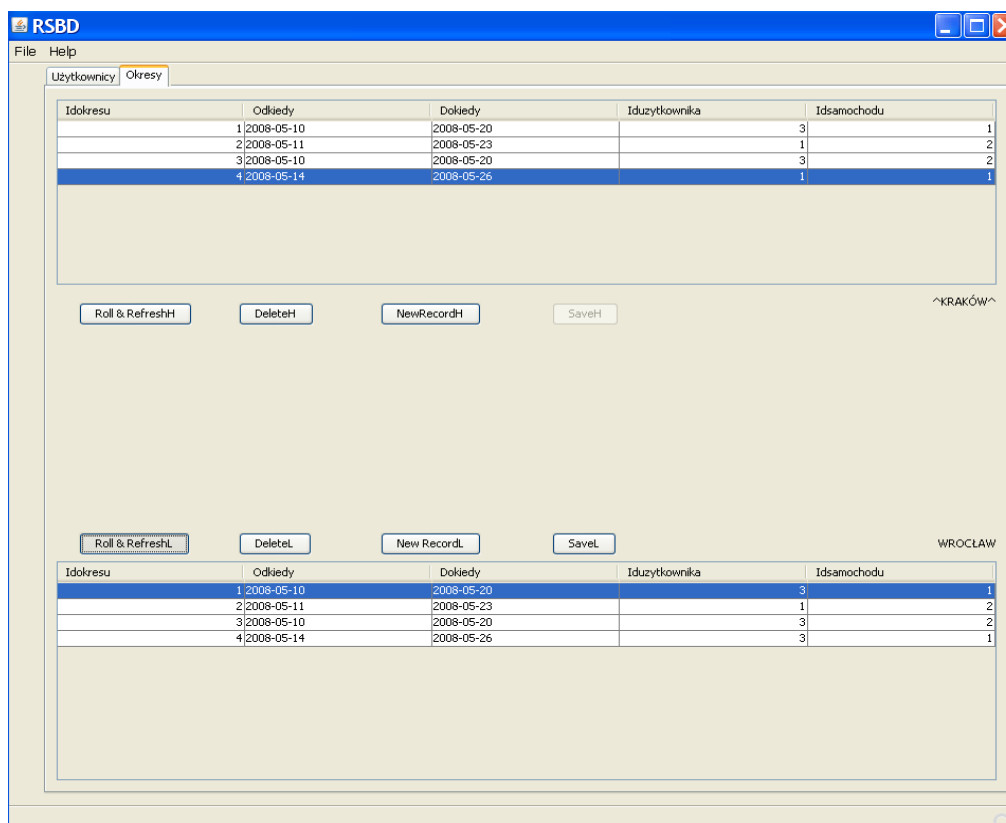 RSBD
File Help
Użytkownicy Okresy
Idokresu Odkiedy Dokiedy Iduzytkownika Idsamochodu
1 2008-05-10 2008-05-20 3 1
2 2008-05-11 2008-05-23 1 2
3 2008-05-10 2008-05-20 3 2
4 2008-05-14 2008-05-26 1 1
^KRAKÓW^
Roll & RefreshH DeleteH NewRecordH SaveH
Roll & RefreshL DeleteL New RecordL SaveL WROCŁAW
Idokresu Odkiedy Dokiedy Iduzytkownika Idsamochodu
1 2008-05-10 2008-05-20 3 1
2 2008-05-11 2008-05-23 1 2
3 2008-05-10 2008-05-20 3 2
4 2008-05-14 2008-05-26 3 1